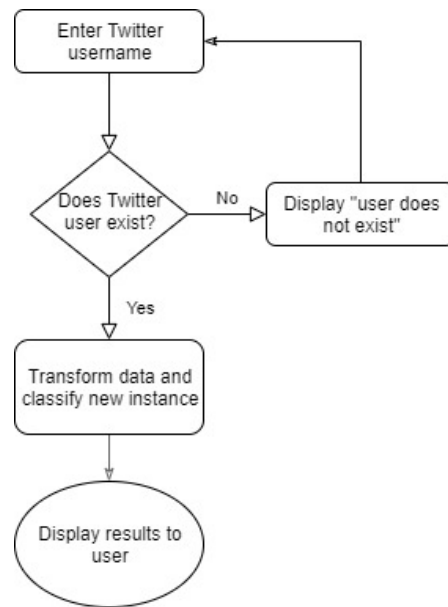 Enter Twitter
username
Does Twitter
user exist?
No
Display "user does
not exist"
Yes
Transform data and
classify new instance
Display results to
user